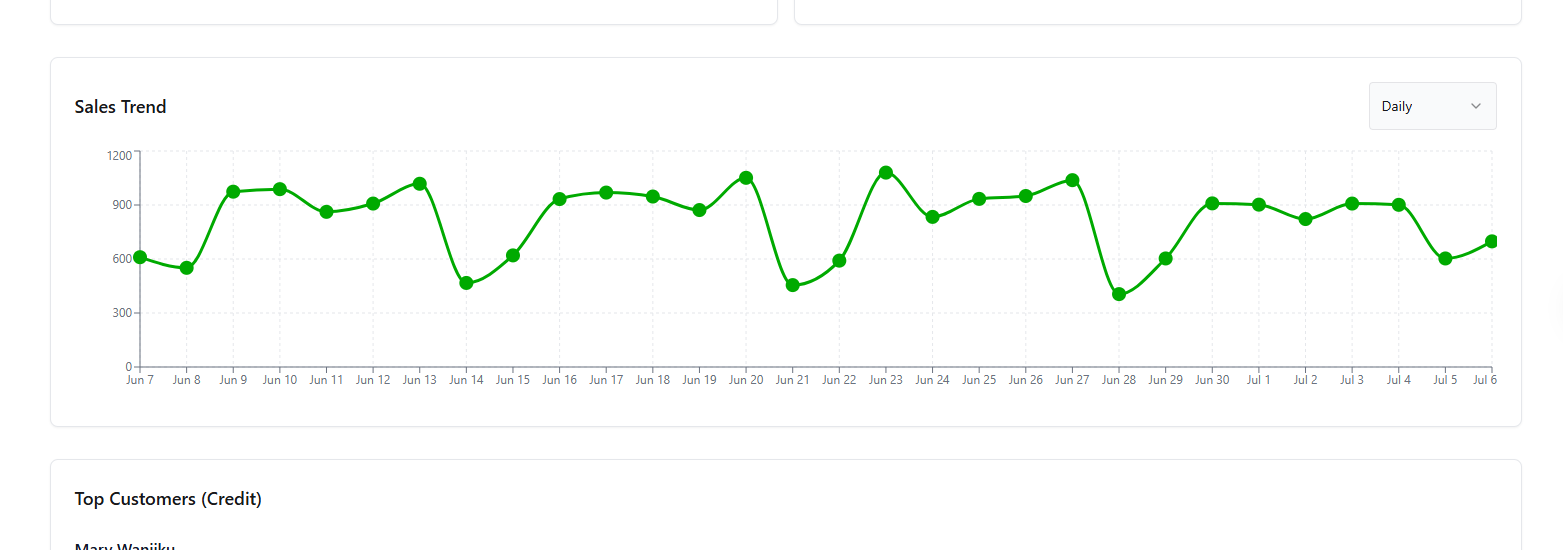 Sales Trend
Daily
1200
900
600
300
0
Jun 7 Jun 8 Jun 9 Jun 10 Jun 11 Jun 12 Jun 13 Jun 14 Jun 15 Jun 16 Jun 17 Jun 18 Jun 19 Jun 20 Jun 21 Jun 22 Jun 23 Jun 24 Jun 25 Jun 26 Jun 27 Jun 28 Jun 29 Jun 30 Jul 1 Jul 2 Jul 3 Jul 4 Jul 5 Jul 6
Top Customers (Credit)
Mary Wanjiku